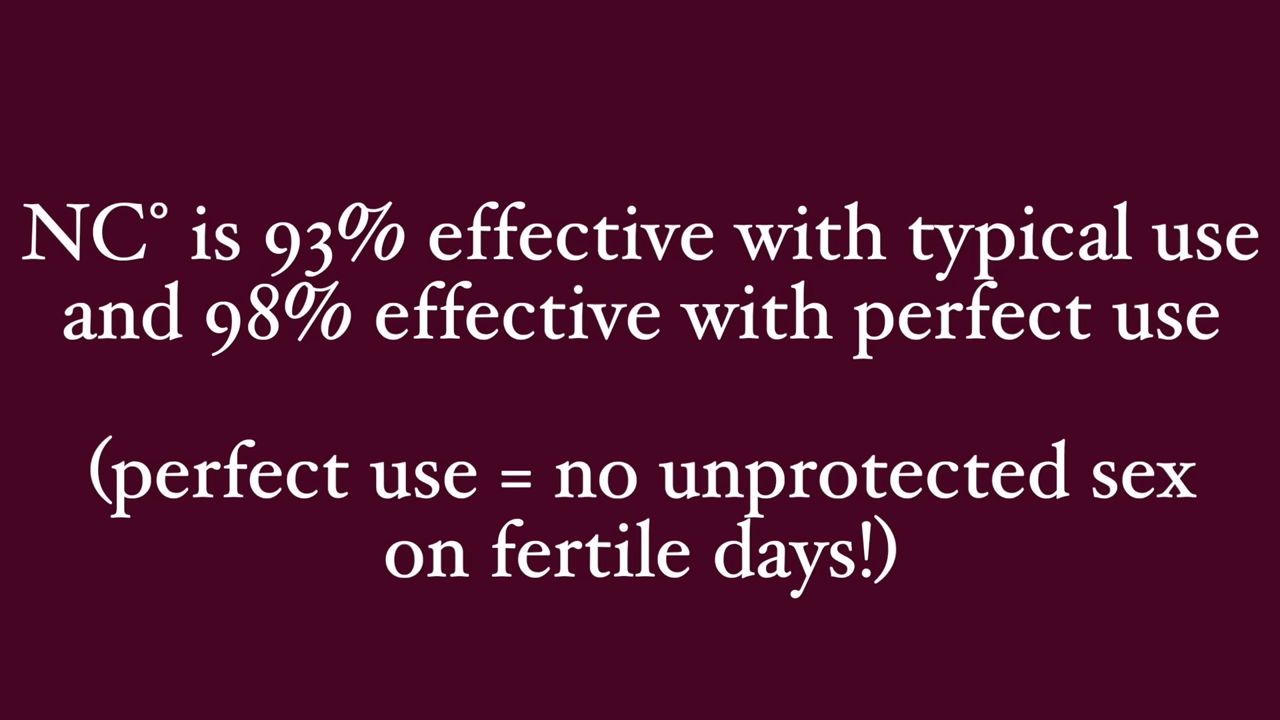 NC° is 93% effective with typical use
and 98% effective with perfect use
(perfect use = no unprotected sex
on fertile days!)